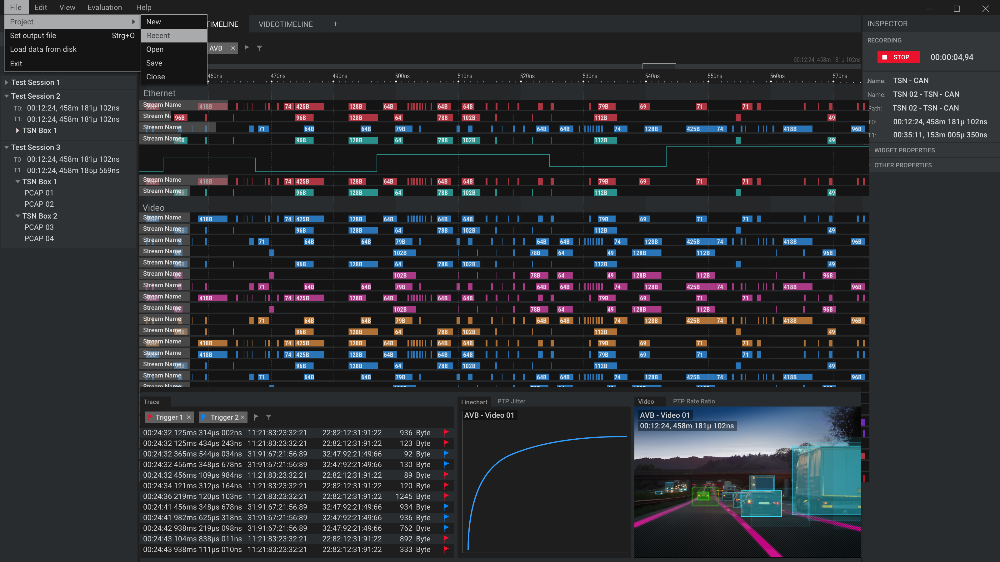 File Edit View Evaluation Help
Project
Set output file Strg+O
Load data from disk
Exit
New
Recent
Open
Save
Close
TIMELINE VIDEOTIMELINE +
AVB
00:12:24, 458m 181µ 102ns
460ns 470ns 490ns 500ns 510ns 520ns 530ns 540ns 550ns 560ns 570ns
Test Session 1
Test Session 2
T0: 00:12:24, 458m 181µ 102ns
T1: 00:12:24, 458m 181µ 102ns
TSN Box 1
Test Session 3
T0 00:12:24, 458m 181µ 102ns
T1 00:12:24, 458m 185µ 569ns
TSN Box 1
PCAP 01
PCAP 02
TSN Box 2
PCAP 03
PCAP 04
Ethernet
Stream Name 418B 74 425B 128B 64B 64B 64B 79B 69 71 71
Stream Na 96B 96B 128B 64 78B 102B 112B 49
Stream Name 71 64B 64B 79B 64B 64B 74 128B 425B 74 418B 96B
Stream Name 96B 96B 128B 64 78B 102B 112B 49
Stream Name 418B 74 425B 128B 64B 64B 64B 79B 69 71 71
Stream Name 96B 96B 128B 64 78B 102B 112B 49
Video
Stream Name 418B 74 425B 128B 64B 64B 64B 79B 69 71 71
Stream Name 96B 96B 128B 64 78B 102B 112B 49
Stream Name 71 64B 64B 79B 64B 64B 74 128B 425B 74 418B 96B
Stream Name 49 102B 78B 64 49 128B 112B 96B
Stream Name 96B 96B 128B 64 78B 102B 112B 49
Stream Name 49 102B 78B 64 49 128B 112B 96B
Stream Name 71 64B 64B 79B 64B 64B 74 128B 425B 74 418B 96B
Stream Name 418B 74 425B 128B 64B 64B 64B 79B 69 71 71
Stream Name 49 102B 78B 64 49 128B 112B 96B
Stream Name 71 64B 64B 79B 64B 64B 74 128B 425B 74 418B 96B
Stream Name 96B 96B 128B 64 78B 102B 112B 49
Stream Name 418B 74 425B 128B 64B 64B 64B 79B 69 71 71
Stream Name 418B 74 425B 128B 64B 64B 64B 79B 69 71 71
Stream Name 96B 96B 128B 64 78B 102B 112B 49
Stream Name 71 64B 64B 79B 64B 64B 74 128B 425B 74 418B 96B
Stream Name
Trace
Trigger 1 Trigger 2
00:24:32 125ms 314µs 002ns 11:21:83:23:32:21 22:82:12:31:91:22 936 Byte
00:24:32 125ms 434µs 243ns 11:21:83:23:32:21 22:82:12:31:91:22 123 Byte
00:24:32 365ms 544µs 034ns 31:91:67:21:56:89 32:47:92:21:49:66 92 Byte
00:24:32 456ms 348µs 678ns 31:91:67:21:56:89 32:47:92:21:49:66 130 Byte
00:24:32 456ms 109µs 984ns 11:21:83:23:32:21 22:82:12:31:91:22 89 Byte
00:24:34 121ms 312µs 164ns 11:21:83:23:32:21 22:82:12:31:91:22 120 Byte
00:24:36 219ms 120µs 103ns 11:21:83:23:32:21 22:82:12:31:91:22 1245 Byte
00:24:41 456ms 348µs 678ns 31:91:67:21:56:89 32:47:92:21:49:66 934 Byte
00:24:41 982ms 625µs 318ns 31:91:67:21:56:89 32:47:92:21:49:66 936 Byte
00:24:42 938ms 219µs 098ns 31:91:67:21:56:89 32:47:92:21:49:66 762 Byte
00:24:43 104ms 838µs 011ns 11:21:83:23:32:21 22:82:12:31:91:22 892 Byte
00:24:43 938ms 111µs 010ns 11:21:83:23:32:21 22:82:12:31:91:22 333 Byte
Linechart PTP Jitter
AVB - Video 01
Video PTP Rate Ratio
AVB - Video 01
00:12:24, 458m 181µ 102ns
INSPECTOR
RECORDING
STOP 00:00:04,94
Name: TSN - CAN
Name: TSN 02 - TSN - CAN
Path: TSN 02 - TSN - CAN
T0: 00:12:24, 458m 181µ 102ns
T1: 00:35:11, 153m 005µ 350ns
WIDGET PROPERTIES
OTHER PROPERTIES